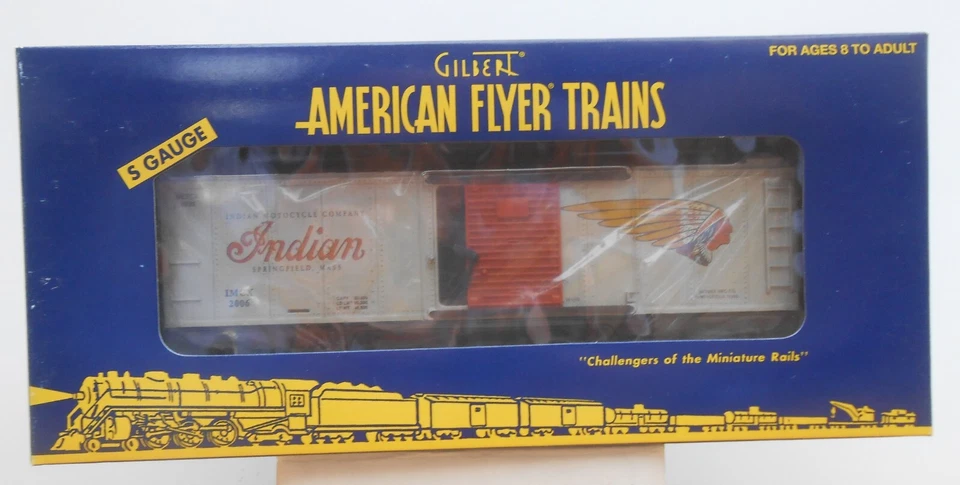 FOR AGES 8 TO ADULT
GILBERT®
AMERICAN FLYER® TRAINS
S GAUGE
INDIAN MOTOCYCLE COMPANY
Indian
SPRINGFIELD, MASS
2006
"Challengers of the Miniature Rails"